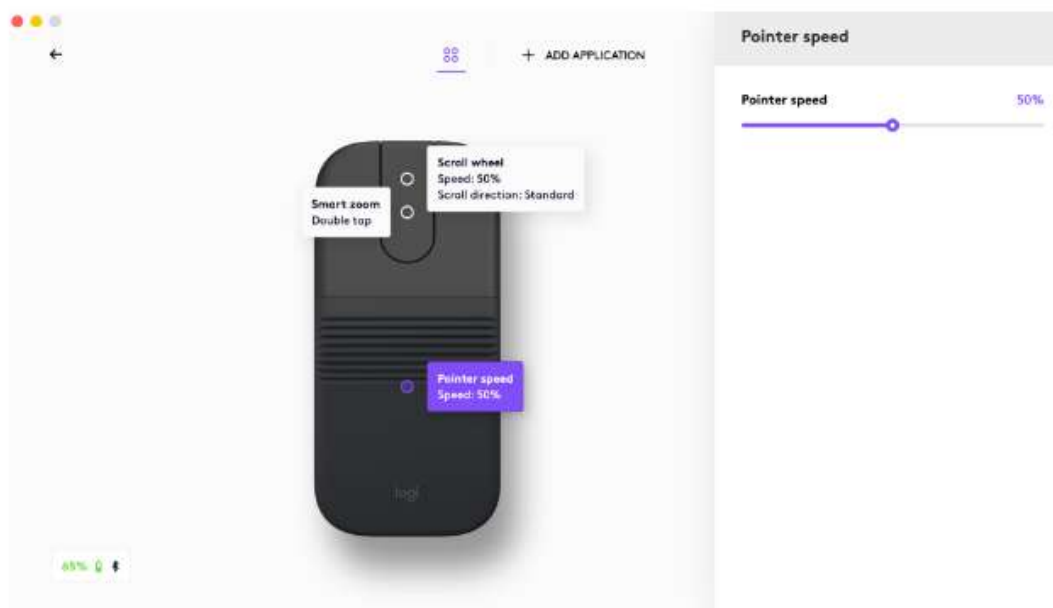 + ADD APPLICATION
Scroll wheel
Speed: 50%
Scroll direction: Standard
Smart zoom
Double tap
Pointer speed
Speed: 50%
logi
65%
Pointer speed
Pointer speed 50%